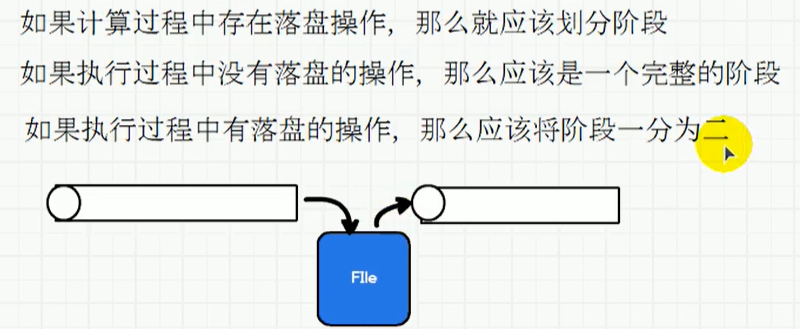 如果计算过程中存在落盘操作，那么就应该划分阶段
如果执行过程中没有落盘的操作，那么应该是一个完整的阶段
如果执行过程中有落盘的操作，那么应该将阶段一分为二
FIle